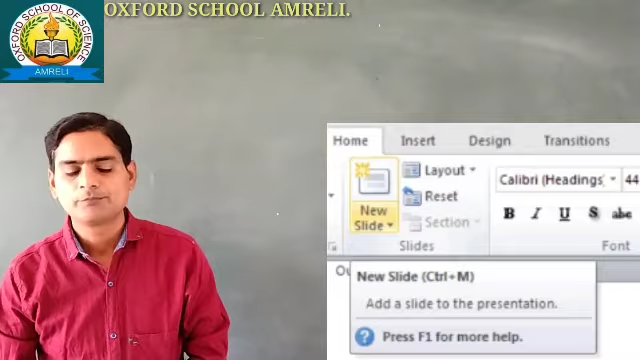 OXFORD SCHOOL AMRELI.
OXFORD SCHOOL OF SCIENCE
AMRELI
Home Insert Design Transitions
Layout
Reset
Section
New
Slide
Slides
Calibri (Headings) 44
B I U S abc
Font
Ou
New Slide (Ctrl+M)
Add a slide to the presentation.
Press F1 for more help.